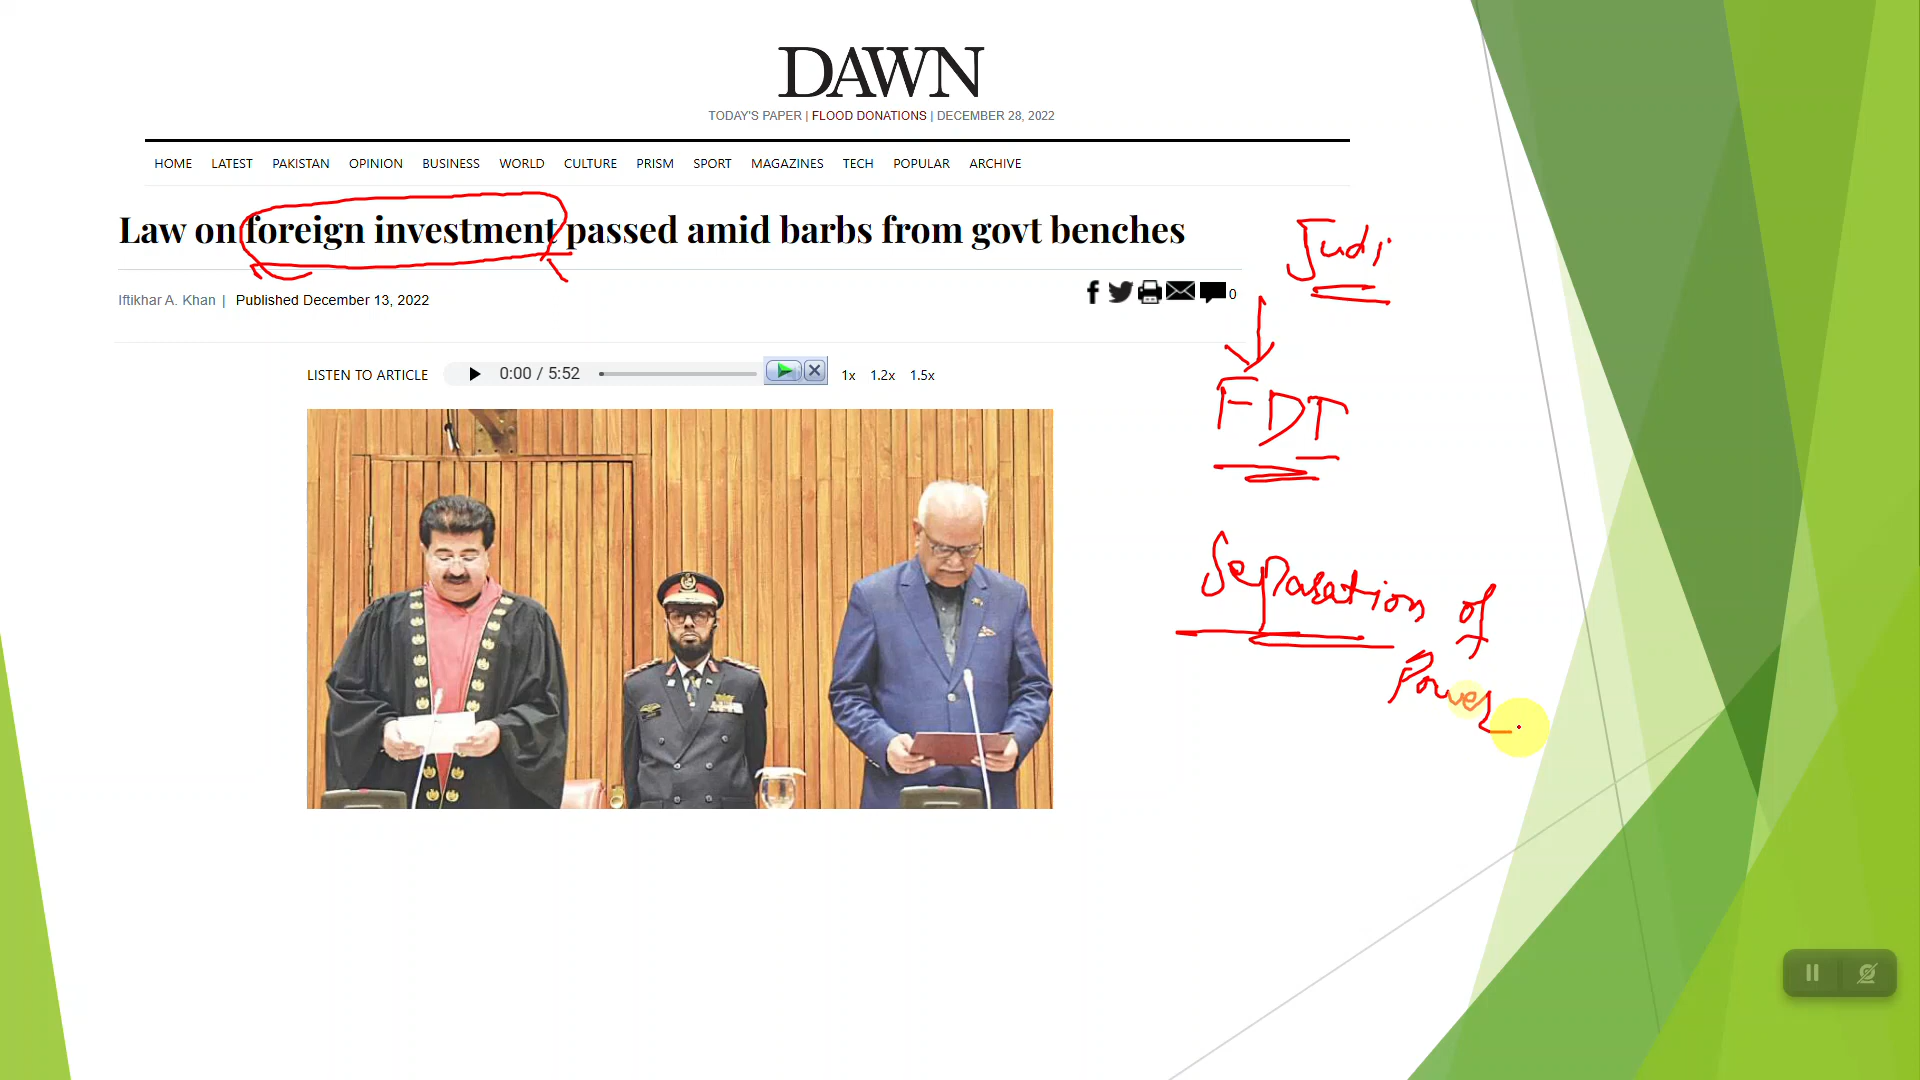 DAWN
TODAY'S PAPER | FLOOD DONATIONS | DECEMBER 28, 2022
HOME LATEST PAKISTAN OPINION BUSINESS WORLD CULTURE PRISM SPORT MAGAZINES TECH POPULAR ARCHIVE
Law on foreign investment passed amid barbs from govt benches
Iftikhar A. Khan | Published December 13, 2022
0
LISTEN TO ARTICLE 0:00 / 5:52 1x 1.2x 1.5x
Judi
FDI
Separation of
Power